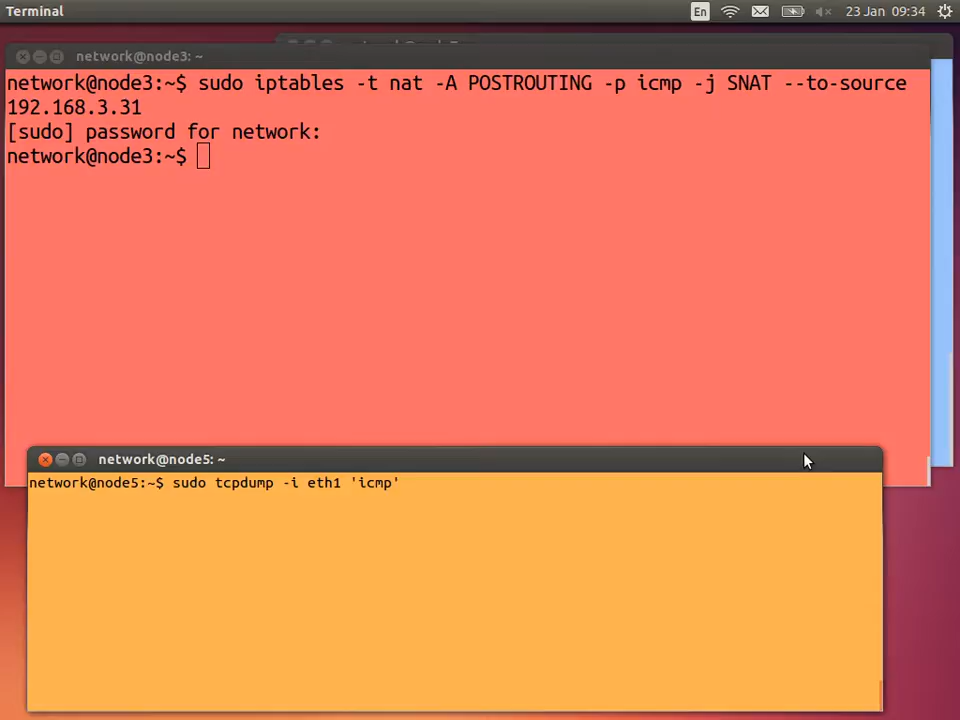 Terminal
En
23 Jan 09:34
network@node3: ~
network@node3:~$ sudo iptables -t nat -A POSTROUTING -p icmp -j SNAT --to-source
192.168.3.31
[sudo] password for network:
network@node3:~$
network@node5: ~
network@node5:~$ sudo tcpdump -i eth1 'icmp'